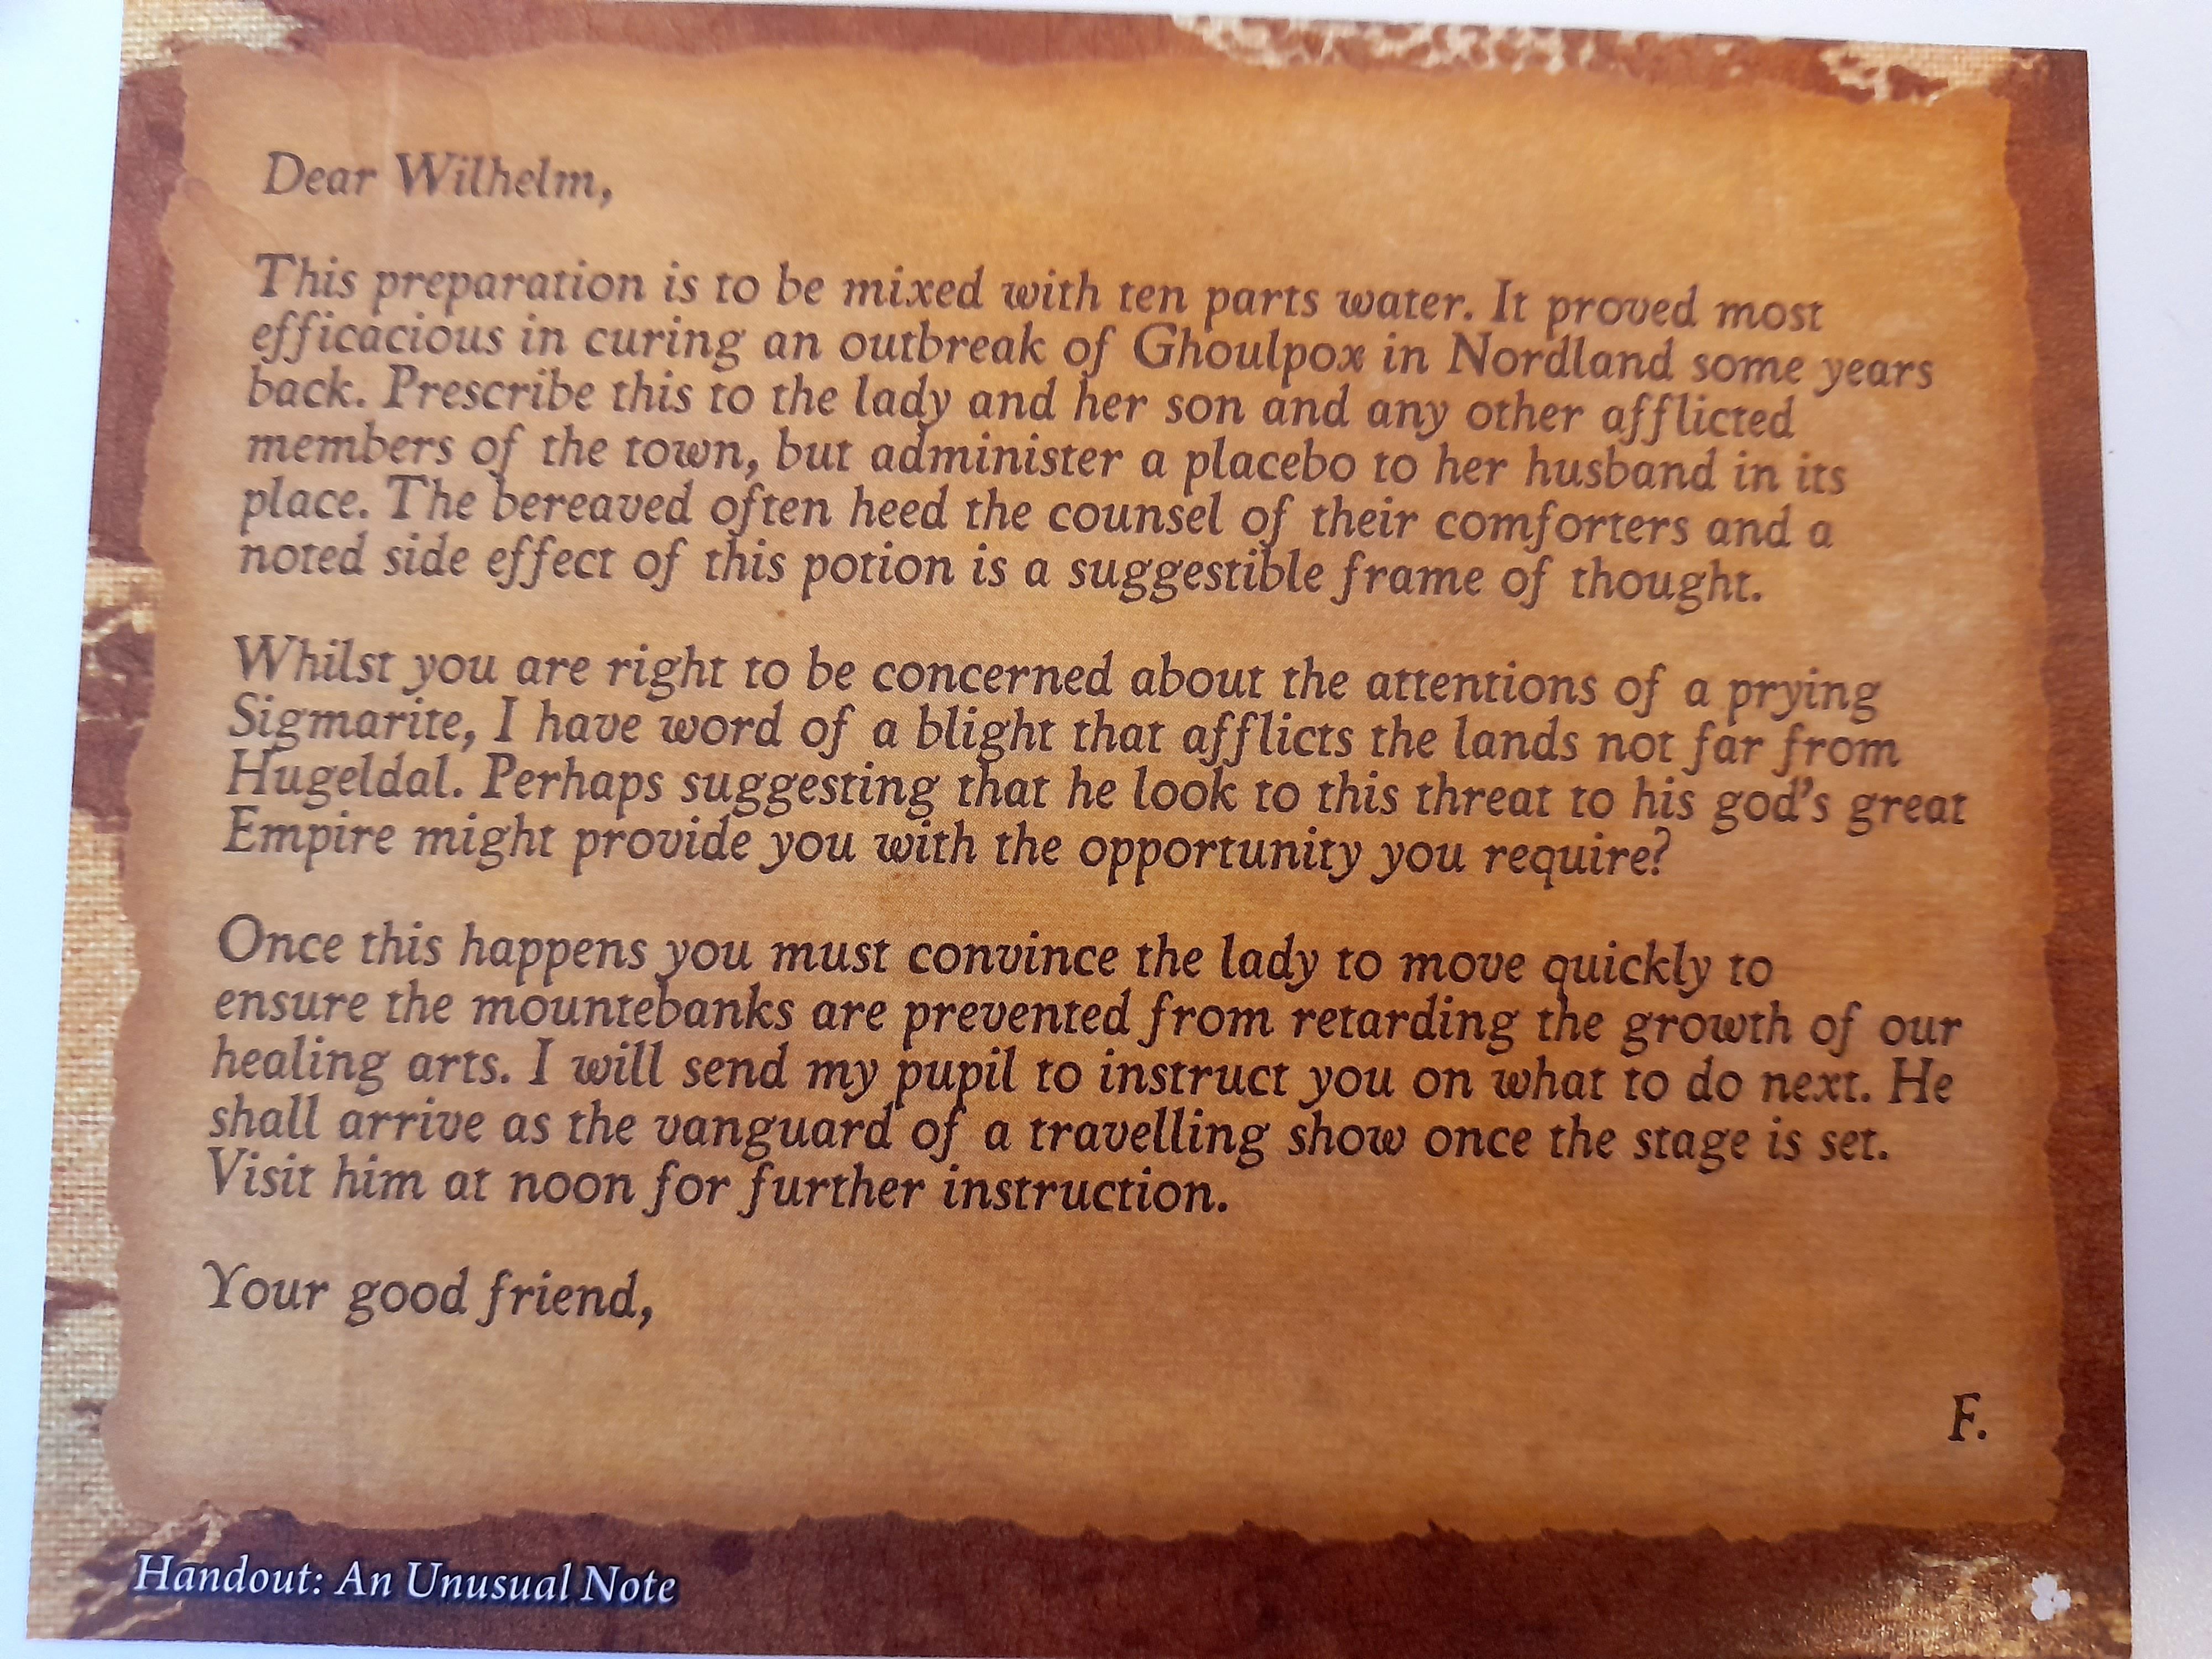 Dear Wilhelm,
This preparation is to be mixed with ten parts water. It proved most
efficacious in curing an outbreak of Ghoulpox in Nordland some years
back. Prescribe this to the lady and her son and any other afflicted
members of the town, but administer a placebo to her husband in its
place. The bereaved often heed the counsel of their comforters and a
noted side effect of this potion is a suggestible frame of thought.
Whilst you are right to be concerned about the attentions of a prying
Sigmarite, I have word of a blight that afflicts the lands not far from
Hugeldal. Perhaps suggesting that he look to this threat to his god's great
Empire might provide you with the opportunity you require?
Once this happens you must convince the lady to move quickly to
ensure the mountebanks are prevented from retarding the growth of our
healing arts. I will send my pupil to instruct you on what to do next. He
shall arrive as the vanguard of a travelling show once the stage is set.
Visit him at noon for further instruction.
Your good friend,
F.
Handout: An Unusual Note